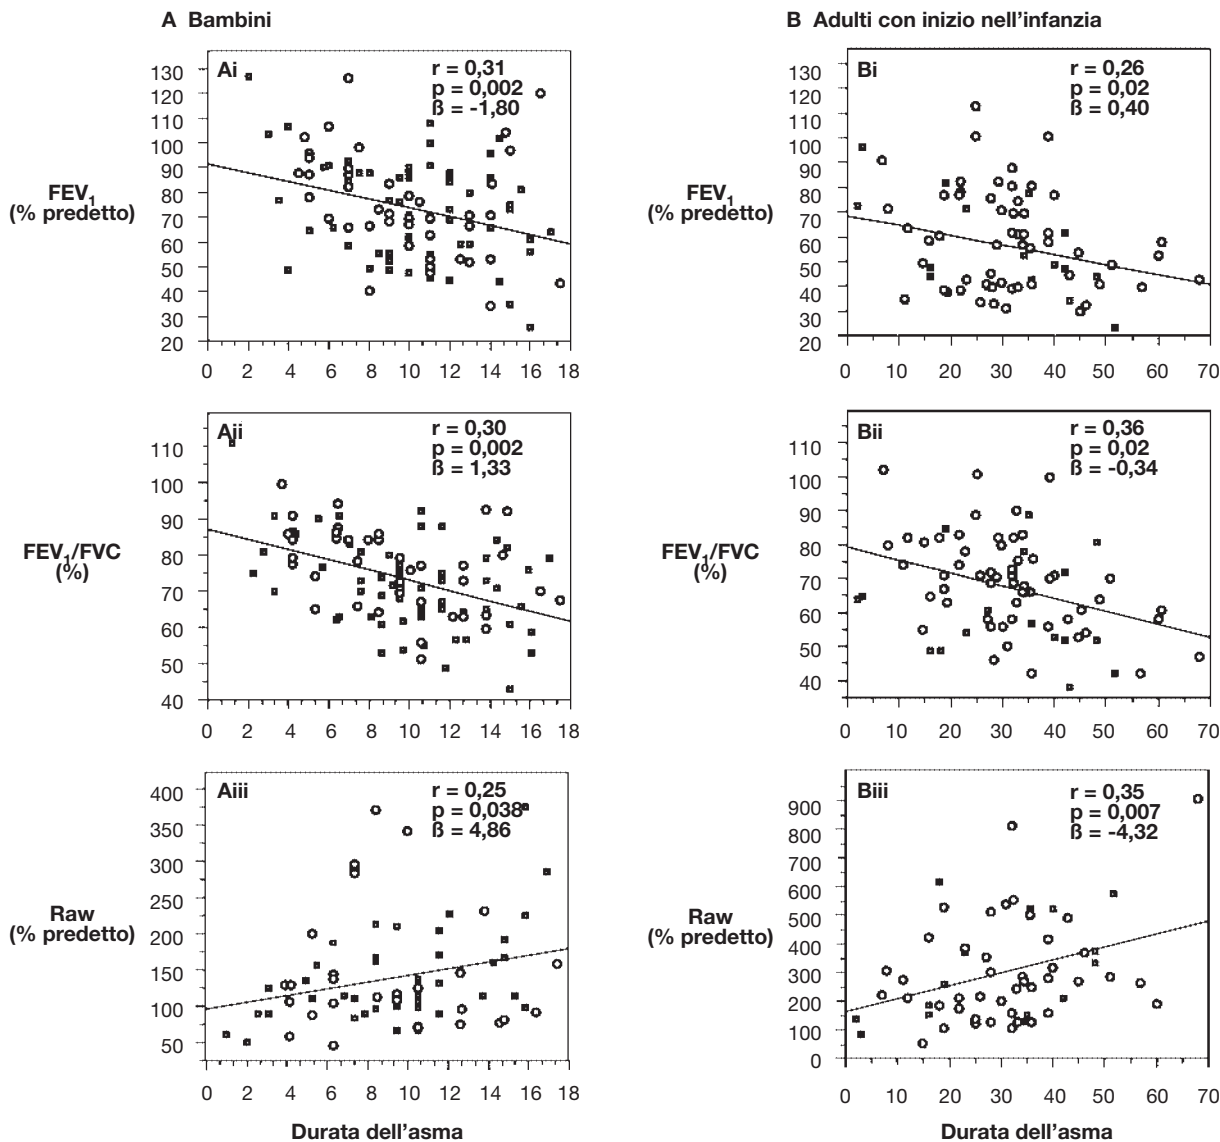 A Bambini
B Adulti con inizio nell'infanzia
FEV1
(% predetto)
Ai
r = 0,31
p = 0,002
ß = -1,80
130
120
110
100
90
80
70
60
50
40
30
20
0 2 4 6 8 10 12 14 16 18
Bi
r = 0,26
p = 0,02
ß = 0,40
130
120
110
100
90
80
70
60
50
40
30
20
0 10 20 30 40 50 60 70
FEV1
(% predetto)
FEV1/FVC
(%)
Aii
r = 0,30
p = 0,002
ß 1,33
110
100
90
80
70
60
50
40
0 2 4 6 8 10 12 14 16 18
FEV1/FVC
(%)
Bii
r = 0,36
p = 0,02
ß = -0,34
110
100
90
80
70
60
50
40
0 10 20 30 40 50 60 70
Raw
(% predetto)
Aiii
r = 0,25
p = 0,038
ß = 4,86
400
350
300
250
200
150
100
50
0 2 4 6 8 10 12 14 16 18
Durata dell'asma
Raw
(% predetto)
Biii
r = 0,35
p = 0,007
ß = -4,32
900
800
700
600
500
400
300
200
100
0
0 10 20 30 40 50 60 70
Durata dell'asma